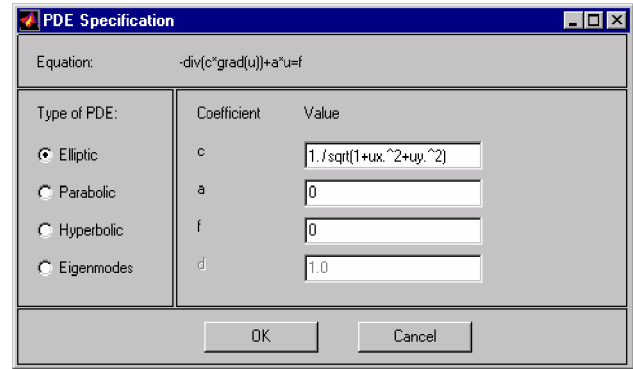 PDE Specification
Equation: -div(c*grad(u))+a*u=f
Type of PDE: Coefficient Value
Elliptic c 1./sqrt(1+ux.^2+uy.^2)
Parabolic a 0
Hyperbolic f 0
Eigenmodes d 1.0
OK Cancel